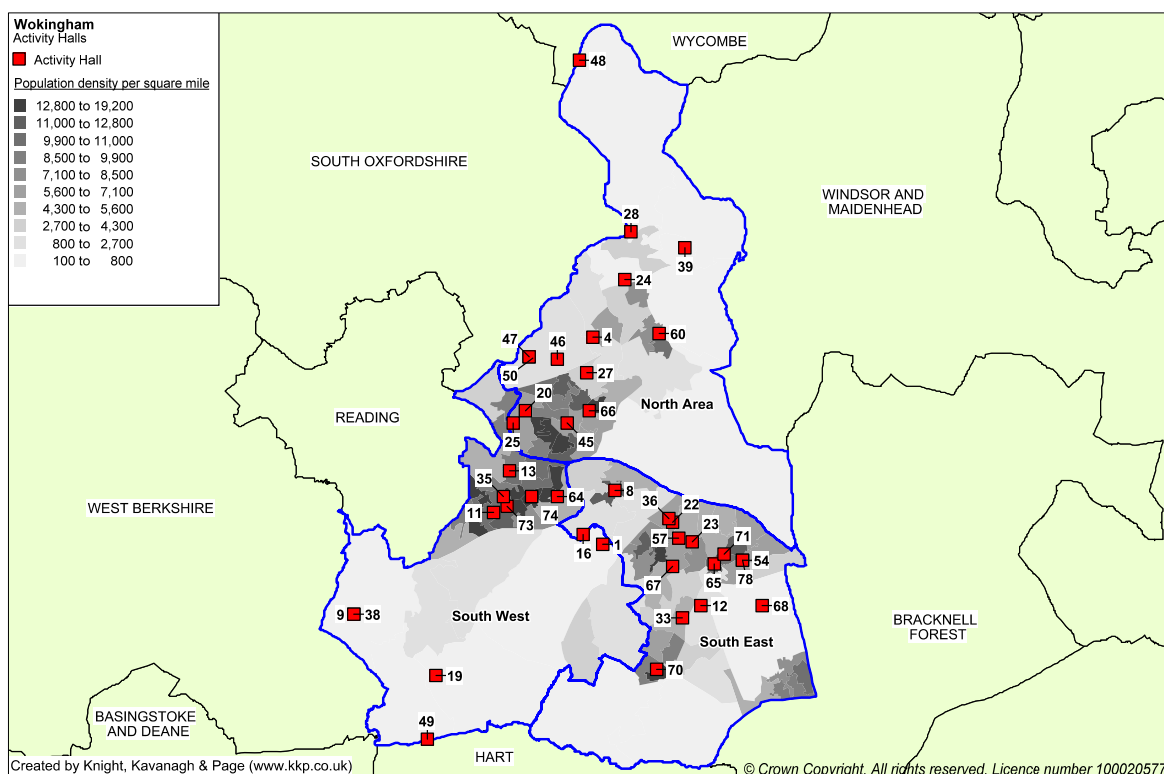 Wokingham
Activity Halls
Activity Hall
Population density per square mile
12,800 to 19,200
11,000 to 12,800
9,900 to 11,000
8,500 to 9,900
7,100 to 8,500
5,600 to 7,100
4,300 to 5,600
2,700 to 4,300
800 to 2,700
100 to 800
WYCOMBE
48
SOUTH OXFORDSHIRE
WINDSOR AND
MAIDENHEAD
28
39
24
47
46
4
60
50
27
20
North Area
66
READING
25
45
35
13
8
36
22
64
WEST BERKSHIRE
11
73
74
23
57
71
16
1
54
67
65
78
9
38
South West
12
68
33
BRACKNELL
FOREST
South East
70
19
BASINGSTOKE
AND DEANE
49
HART
Created by Knight, Kavanagh & Page (www.kkp.co.uk)
© Crown Copyright. All rights reserved. Licence number 100020577